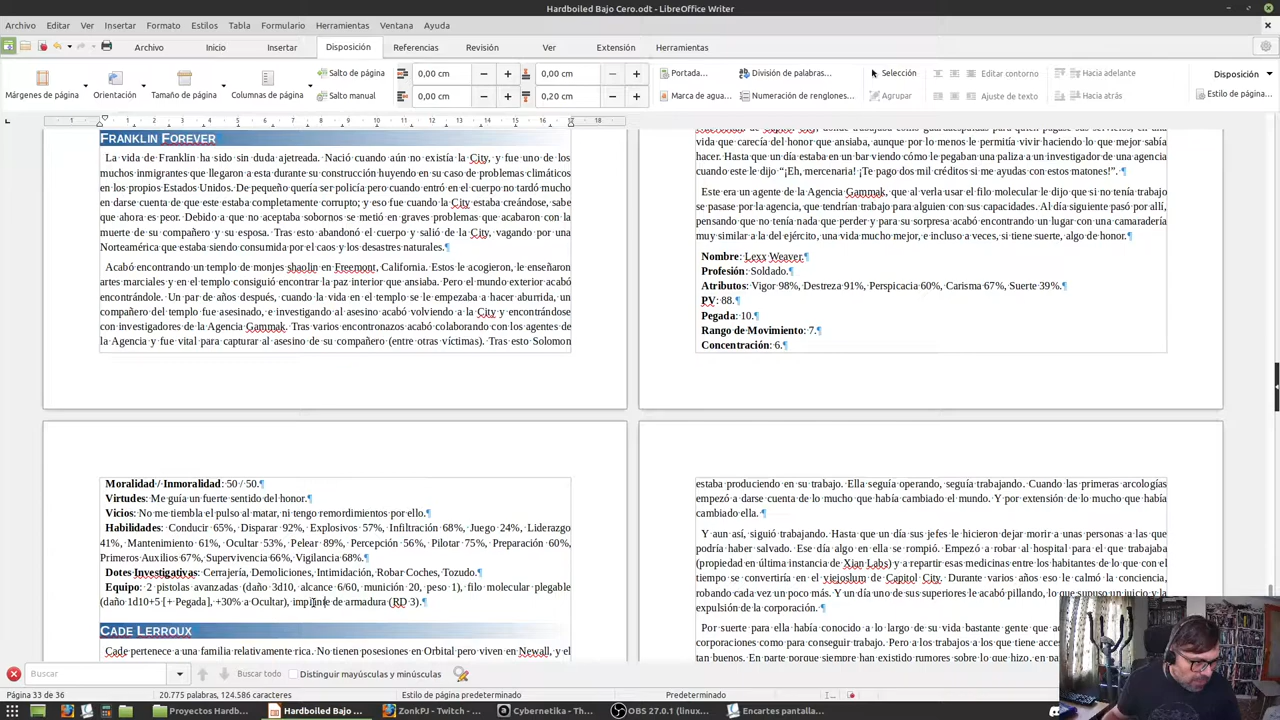 Hardboiled Bajo Cero.odt - LibreOffice Writer
Archivo Editar Ver Insertar Formato Estilos Tabla Formulario Herramientas Ventana Ayuda
Archivo Inicio Insertar Disposición Referencias Revisión Ver Extensión Herramientas
Márgenes de página Orientación Tamaño de página Columnas de página
Salto de página
Salto manual
0,00 cm 0,00 cm
0,00 cm 0,20 cm
Portada... División de palabras...
Marca de agua... Numeración de renglones...
Selección Editar contorno Hacia adelante
Agrupar Ajuste de texto Hacia atrás
Disposición
Estilo de página...
FRANKLIN FOREVER
La vida de Franklin ha sido sin duda ajetreada. Nació cuando aún no existía la City, y fue uno de los
muchos inmigrantes que llegaron a esta durante su construcción huyendo en su caso de problemas climáticos
en los propios Estados Unidos. De pequeño quería ser policía pero cuando entró en el cuerpo no tardó mucho
en darse cuenta de que este estaba completamente corrupto; y eso fue cuando la City estaba creándose, sabe
que ahora es peor. Debido a que no aceptaba sobornos se metió en graves problemas que acabaron con la
muerte de su compañero y su esposa. Tras esto abandonó el cuerpo y salió de la City, vagando por una
Norteamérica que estaba siendo consumida por el caos y los desastres naturales.¶
Acabó encontrando un templo de monjes shaolin en Freemont, California. Estos le acogieron, le enseñaron
artes marciales y en el templo consiguió encontrar la paz interior que ansiaba. Pero el mundo exterior acabó
encontrándole. Un par de años después, cuando la vida en el templo se le empezaba a hacer aburrida, un
compañero del templo fue asesinado, e investigando al asesino acabó volviendo a la City y encontrándose
con investigadores de la Agencia Gammak. Tras varios encontronazos acabó colaborando con los agentes de
la Agencia y fue vital para capturar al asesino de su compañero (entre otras víctimas). Tras esto Solomon
vida que carecía del honor que ansiaba, aunque por lo menos le permitía vivir haciendo lo que mejor sabía
hacer. Hasta que un día estaba en un bar viendo cómo le pegaban una paliza a un investigador de una agencia
cuando este le dijo “¡Eh, mercenaria! ¡Te pago dos mil créditos si me ayudas con estos matones!”. ¶
Este era un agente de la Agencia Gammak, que al verla usar el filo molecular le dijo que si no tenía trabajo
se pasase por la agencia, que tendrían trabajo para alguien con sus capacidades. Al día siguiente pasó por allí,
pensando que no tenía nada que perder y para su sorpresa acabó encontrando un lugar con una camaradería
muy similar a la del ejército, una vida mucho mejor, e incluso a veces, si tiene suerte, algo de honor.¶
Nombre: Lexx Weaver.¶
Profesión: Soldado.¶
Atributos: Vigor 98%, Destreza 91%, Perspicacia 60%, Carisma 67%, Suerte 39%.¶
PV: 88.¶
Pegada: 10.¶
Rango de Movimiento: 7.¶
Concentración: 6.¶
Moralidad / Inmoralidad: 50 / 50.¶
Virtudes: Me guía un fuerte sentido del honor.¶
Vicios: No me tiembla el pulso al matar, ni tengo remordimientos por ello.¶
Habilidades: Conducir 65%, Disparar 92%, Explosivos 57%, Infiltración 68%, Juego 24%, Liderazgo
41%, Mantenimiento 61%, Ocultar 53%, Pelear 89%, Percepción 56%, Pilotar 75%, Preparación 60%,
Primeros Auxilios 67%, Supervivencia 66%, Vigilancia 68%.¶
Dotes Investigativas: Cerrajería, Demoliciones, Intimidación, Robar Coches, Tozudo.¶
Equipo: 2 pistolas avanzadas (daño 3d10, alcance 6/60, munición 20, peso 1), filo molecular plegable
(daño 1d10+5 [+ Pegada], +30% a Ocultar), implante de armadura (RD 3).¶
CADE LERROUX
Cade pertenece a una familia relativamente rica. No tienen posesiones en Orbital pero viven en Newall, y el
estaba produciendo en su trabajo. Ella seguía operando, seguía trabajando. Cuando las primeras arcologías
empezó a darse cuenta de lo mucho que había cambiado el mundo. Y por extensión de lo mucho que había
cambiado ella. ¶
Y aun así, siguió trabajando. Hasta que un día sus jefes le hicieron dejar morir a unas personas a las que
podría haber salvado. Ese día algo en ella se rompió. Empezó a robar al hospital para el que trabajaba
(propiedad en última instancia de Xian Labs) y a repartir esas medicinas entre los habitantes de lo que con el
tiempo se convertiría en el viejoslum de Capitol City. Durante varios años eso le calmó la conciencia,
robando cada vez un poco más. Y un día uno de sus superiores le acabó pillando, lo que supuso un juicio y la
expulsión de la corporación. ¶
Por suerte para ella había conocido a lo largo de su vida bastante gente
corporaciones como para conseguir trabajo. Pero a los trabajos a los que tiene
tan buenos. En parte porque siempre han existido rumores sobre lo que hizo, en
Buscar Buscar todo Distinguir mayúsculas y minúsculas
Página 33 de 36 20.775 palabras, 124.586 caracteres Estilo de página predeterminado Predeterminado
Proyectos Hardb... Hardboiled Bajo ... ZonkPJ - Twitch - ... Cybernetika - Th... OBS 27.0.1 (linux... Encartes pantalla...